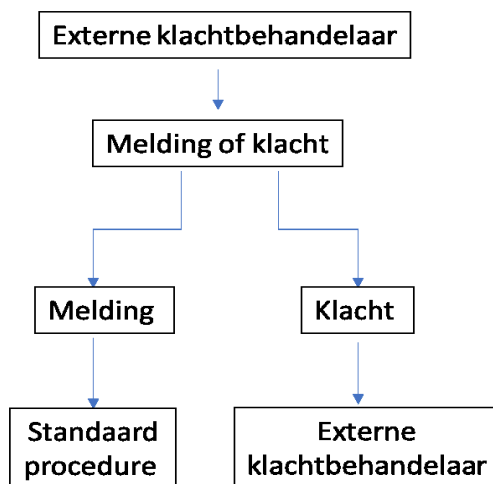 Externe klachtbehandelaar
Melding of klacht
Melding
Klacht
Standaard
procedure
Externe
klachtbehandelaar